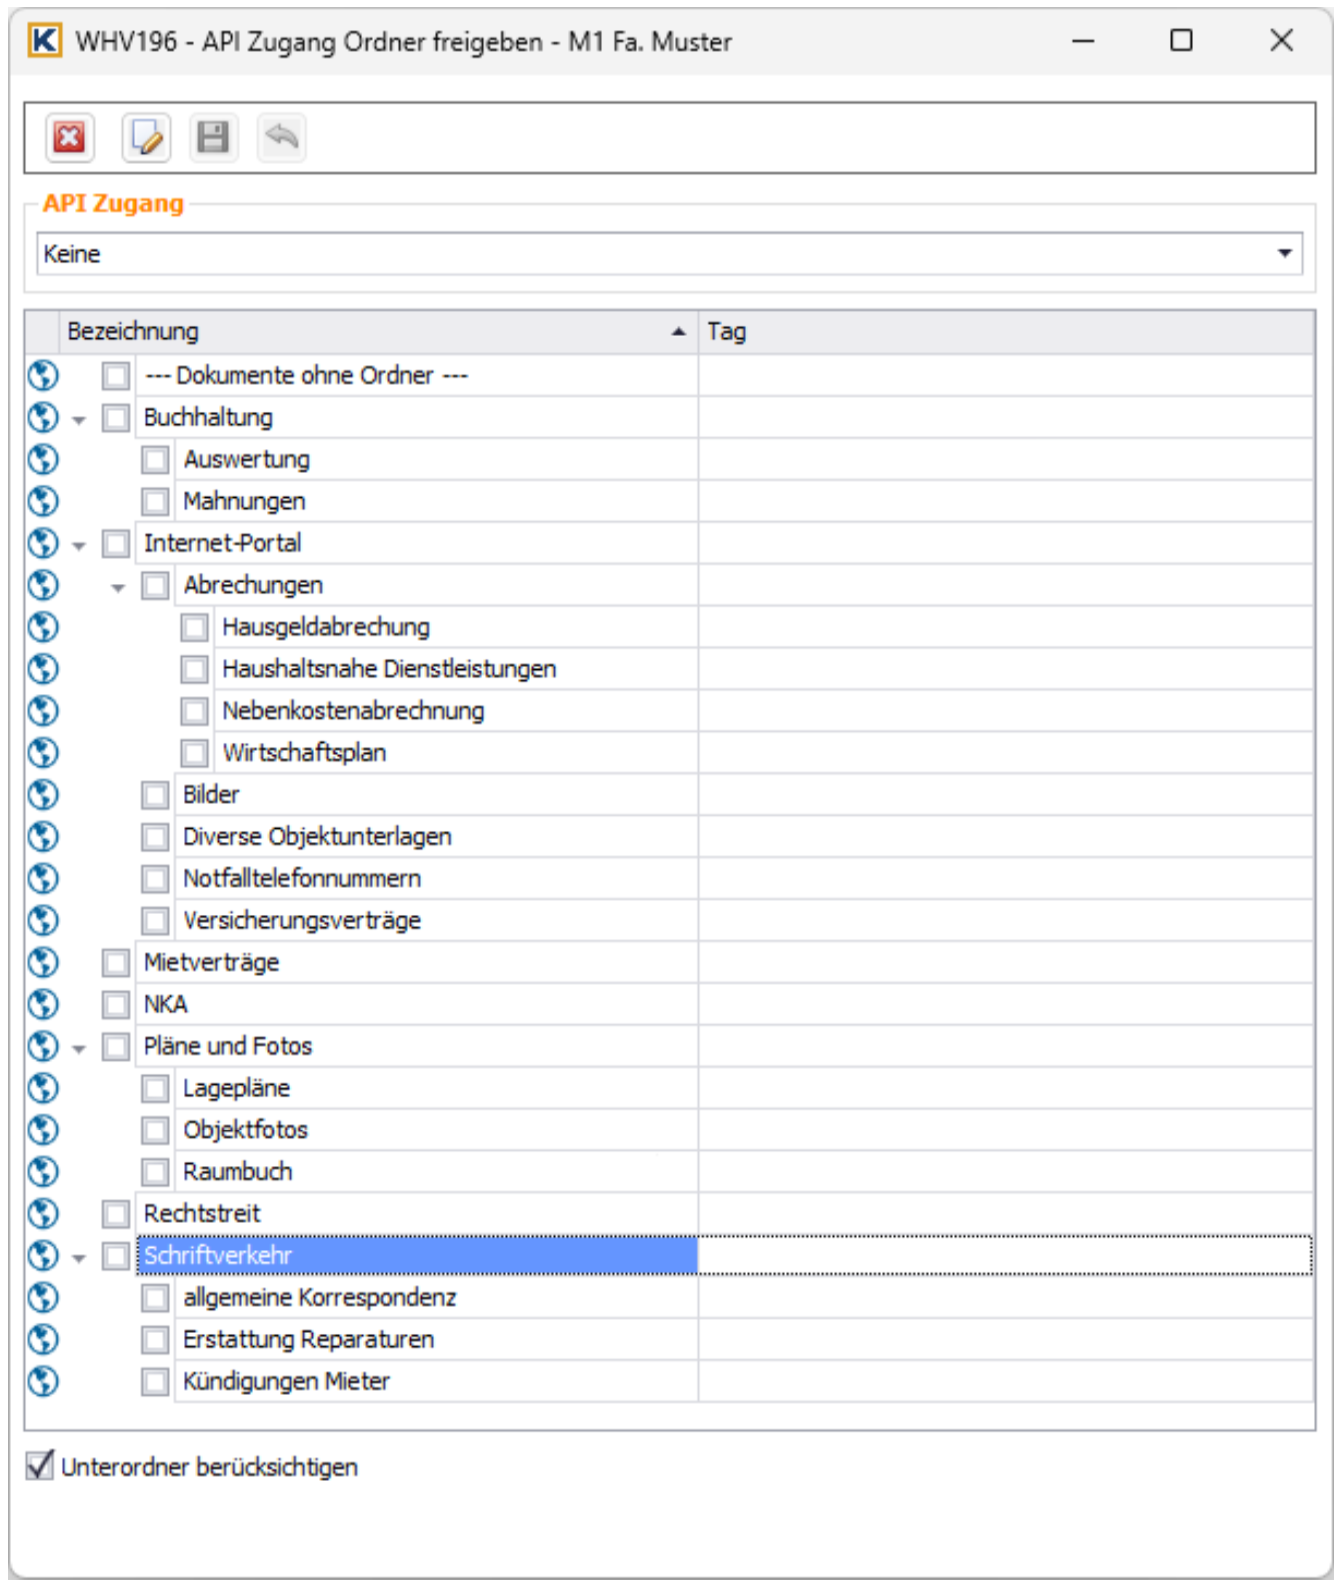 WHV196 - API Zugang Ordner freigeben - M1 Fa. Muster
API Zugang
Keine
Bezeichnung Tag
--- Dokumente ohne Ordner ---
Buchhaltung
Auswertung
Mahnungen
Internet-Portal
Abrechungen
Hausgeldabrechung
Haushaltsnahe Dienstleistungen
Nebenkostenabrechnung
Wirtschaftsplan
Bilder
Diverse Objektunterlagen
Notfalltelefonnummern
Versicherungsverträge
Mietverträge
NKA
Pläne und Fotos
Lagepläne
Objektfotos
Raumbuch
Rechtstreit
Schriftverkehr
allgemeine Korrespondenz
Erstattung Reparaturen
Kündigungen Mieter
Unterordner berücksichtigen